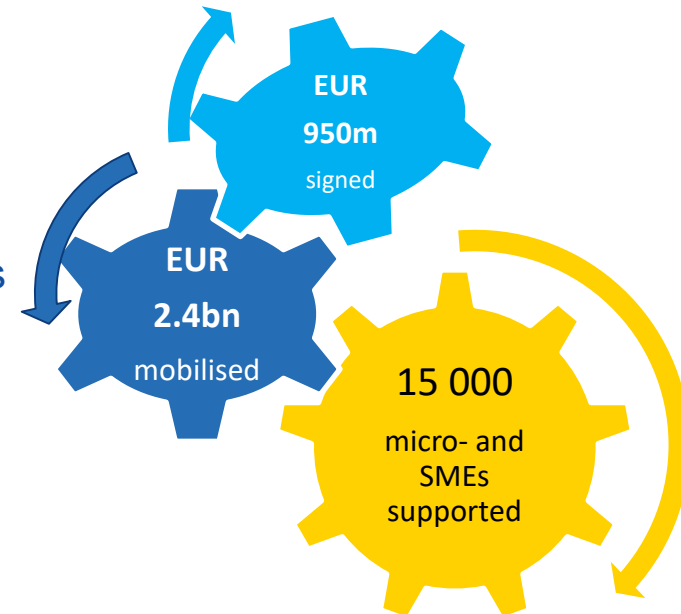 EUR
950m
signed
s
EUR
2.4bn
mobilised
15 000
micro- and
SMEs
supported